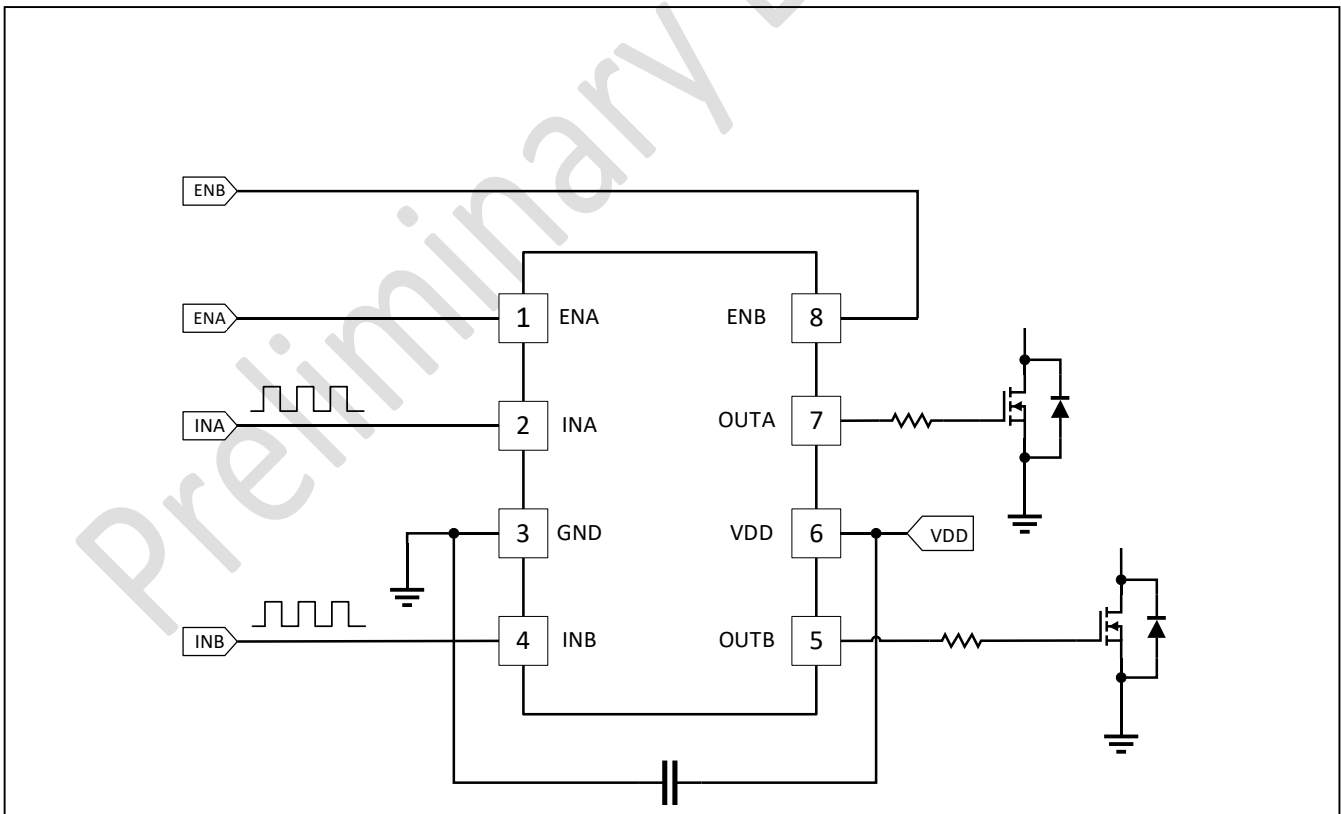 Preliminary
ENB
ENA
1 ENA
ENB 8
INA
2 INA
OUTA 7
3 GND
VDD 6
VDD
INB
4 INB
OUTB 5